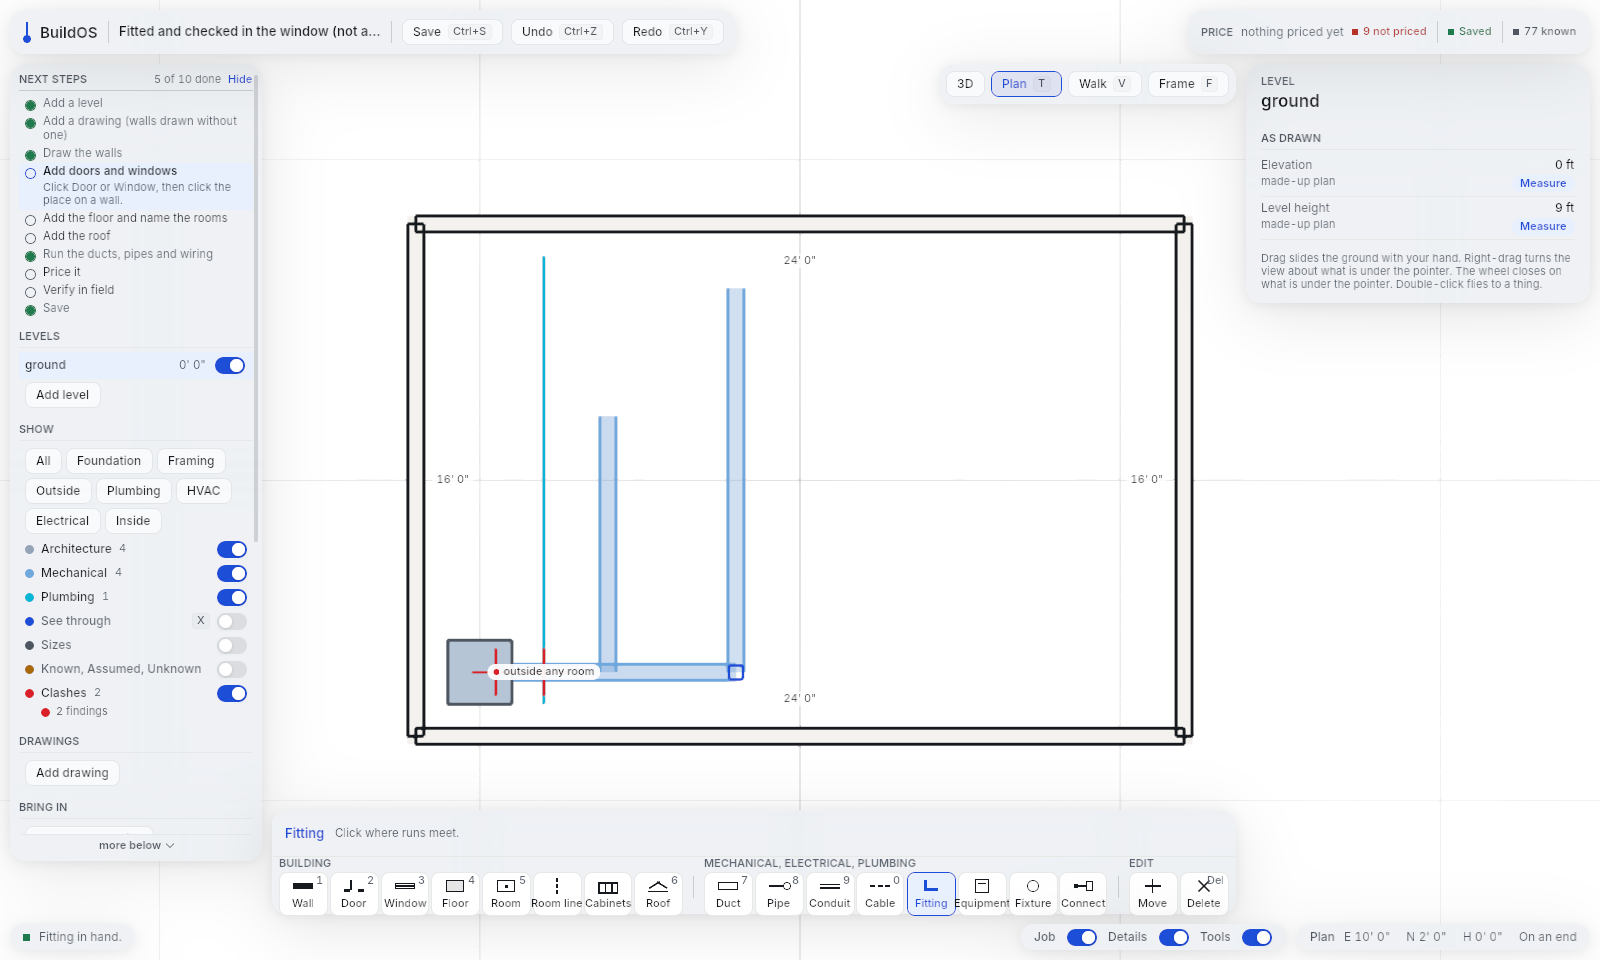 BuildOS
Fitted and checked in the window (not a...
Save Ctrl+S
Undo Ctrl+Z
Redo Ctrl+Y
PRICE nothing priced yet 9 not priced Saved 77 known
3D
Plan T
Walk V
Frame F
NEXT STEPS 5 of 10 done Hide
Add a level
Add a drawing (walls drawn without
one)
Draw the walls
Add doors and windows
Click Door or Window, then click the
place on a wall.
Add the floor and name the rooms
Add the roof
Run the ducts, pipes and wiring
Price it
Verify in field
Save
LEVELS
ground 0' 0"
Add level
SHOW
All Foundation Framing
Outside Plumbing HVAC
Electrical Inside
Architecture 4
Mechanical 4
Plumbing 1
See through X
Sizes
Known, Assumed, Unknown
Clashes 2
2 findings
DRAWINGS
Add drawing
BRING IN
more below
24' 0"
16' 0"
16' 0"
outside any room
24' 0"
LEVEL
ground
AS DRAWN
Elevation 0 ft
made-up plan Measure
Level height 9 ft
made-up plan Measure
Drag slides the ground with your hand. Right-drag turns the
view about what is under the pointer. The wheel closes on
what is under the pointer. Double-click flies to a thing.
Fitting Click where runs meet.
BUILDING
1 Wall
2 Door
3 Window
4 Floor
5 Room
Room line
Cabinets
6 Roof
MECHANICAL, ELECTRICAL, PLUMBING
7 Duct
8 Pipe
9 Conduit
0 Cable
Fitting
Equipment
Fixture
Connect
EDIT
Move
Del Delete
Fitting in hand.
Job Details Tools
Plan E 10' 0" N 2' 0" H 0' 0" On an end